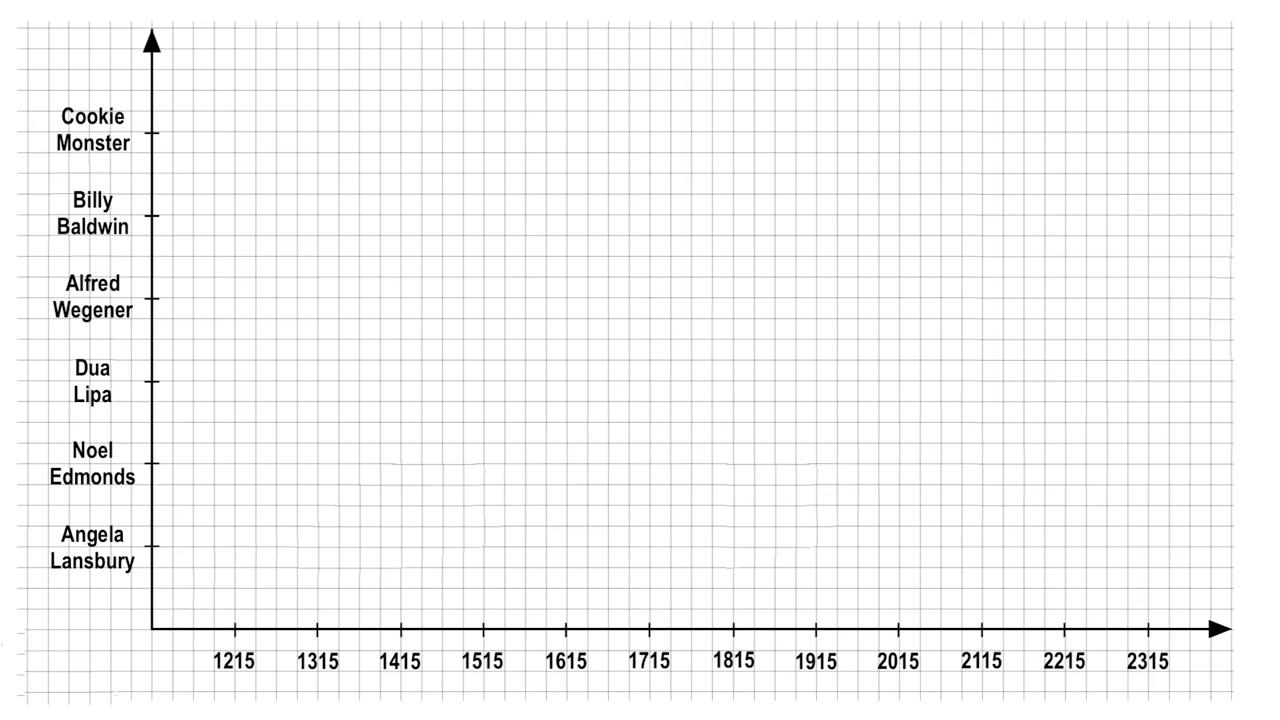 Cookie
Monster
Billy
Baldwin
Alfred
Wegener
Dua
Lipa
Noel
Edmonds
Angela
Lansbury
1215 1315 1415 1515 1615 1715 1815 1915 2015 2115 2215 2315